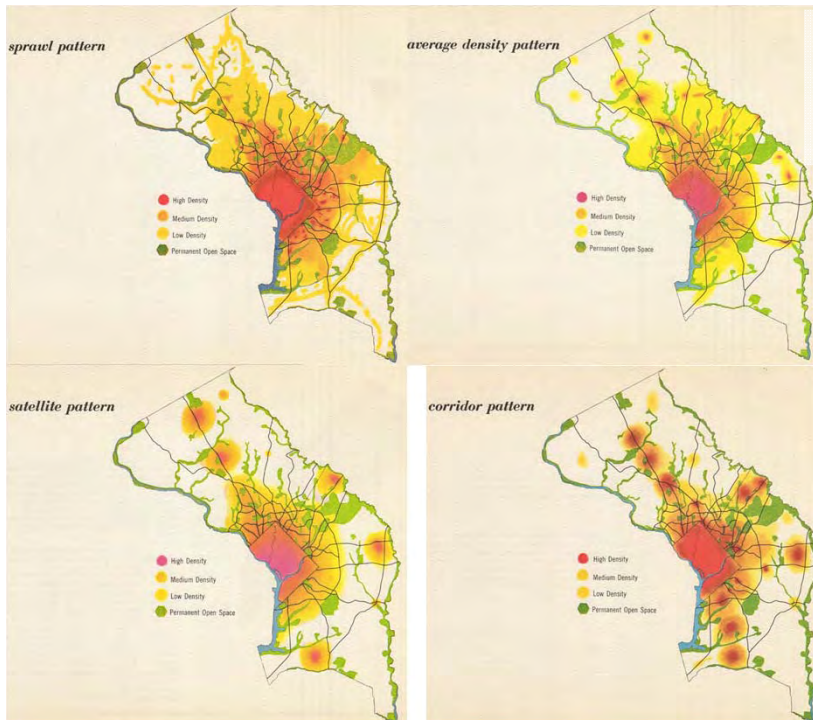 sprawl pattern
High Density
Medium Density
Low Density
Permanent Open Space
average density pattern
High Density
Medium Density
Low Density
Permanent Open Space
satellite pattern
High Density
Medium Density
Low Density
Permanent Open Space
corridor pattern
High Density
Medium Density
Low Density
Permanent Open Space